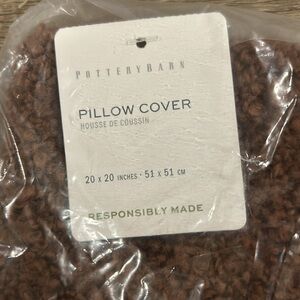 POTTERY BARN
PILLOW COVER
HOUSSE DE COUSSIN
20 x 20 INCHES · 51 x 51 CM
RESPONSIBLY MADE